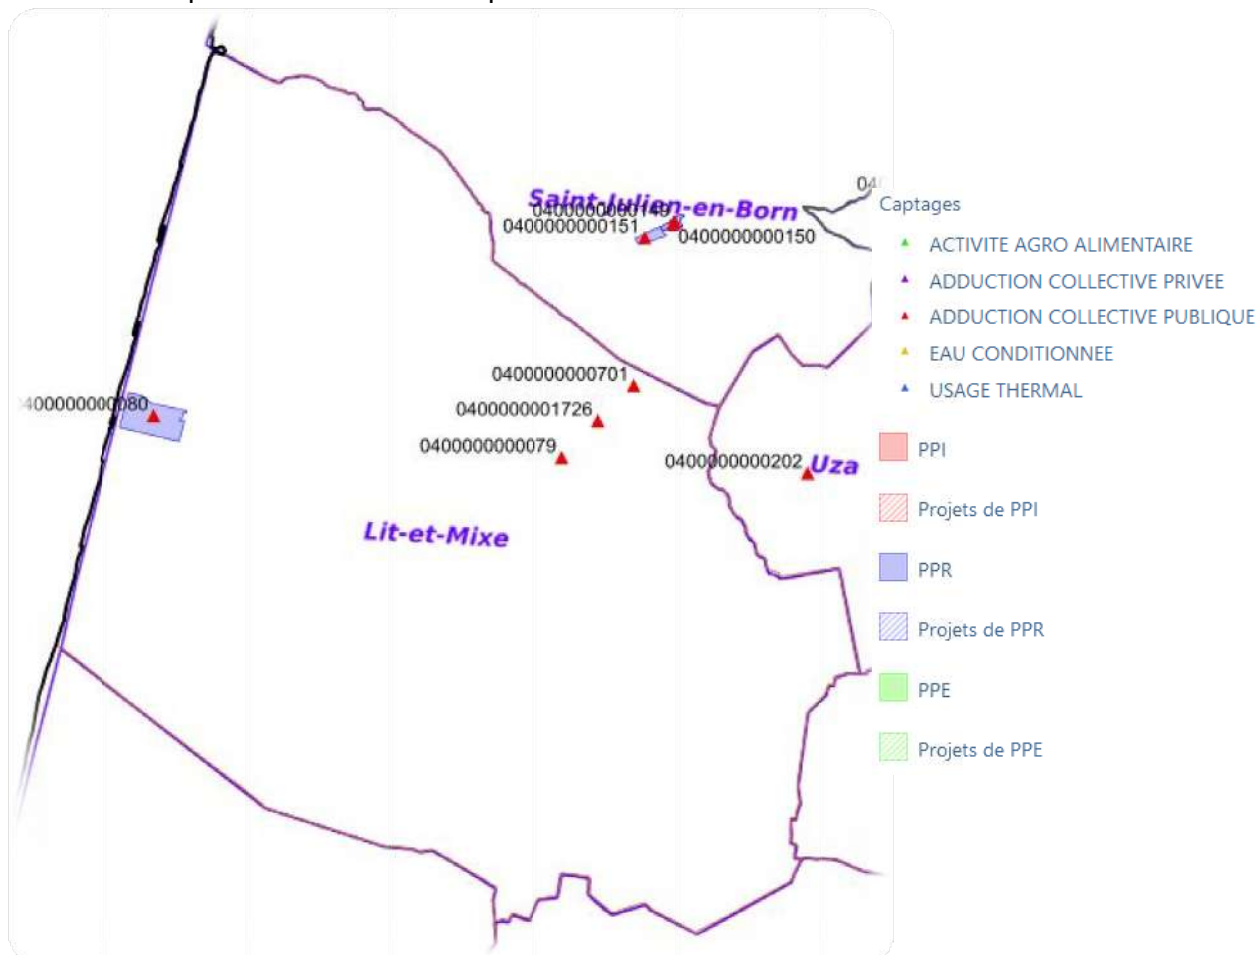 Saint-Julien-en-Born
0400000000149
0400000000151
0400000000150
Captages
ACTIVITE AGRO ALIMENTAIRE
ADDUCTION COLLECTIVE PRIVEE
ADDUCTION COLLECTIVE PUBLIQUE
EAU CONDITIONNEE
USAGE THERMAL
0400000000701
400000000080
0400000001726
0400000000079
0400000000202
Uza
Lit-et-Mixe
PPI
Projets de PPI
PPR
Projets de PPR
PPE
Projets de PPE